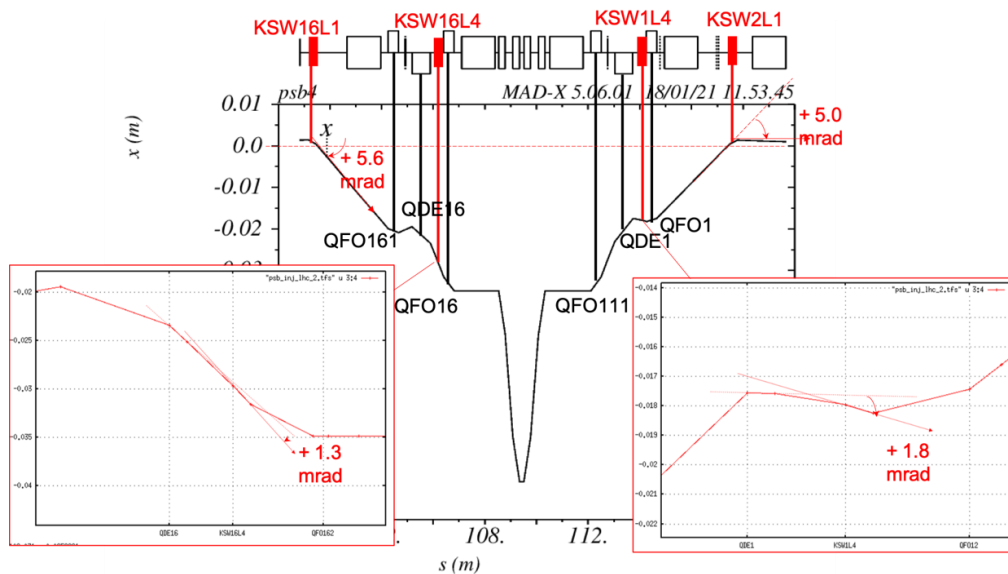 KSW16L1
KSW16L4
KSW1L4
KSW2L1
psb4
MAD-X 5.06.01 18/01/21 11.53.45
x (m)
0.01
0.0
-0.01
-0.02
x
+ 5.6
mrad
+ 5.0
mrad
QFO161
QDE16
QFO16
QFO111
QDE1
QFO1
108.
112.
s (m)
"psb_inj_lhc_2.tfs" u 3:4
-0.02
-0.025
-0.03
-0.035
-0.04
+ 1.3
mrad
QDE16
KSW16L4
QFO162
"psb_inj_lhc_2.tfs" u 3:4
-0.014
-0.016
-0.017
-0.018
-0.019
-0.02
-0.021
-0.022
+ 1.8
mrad
QDE1
KSW1L4
QFO12